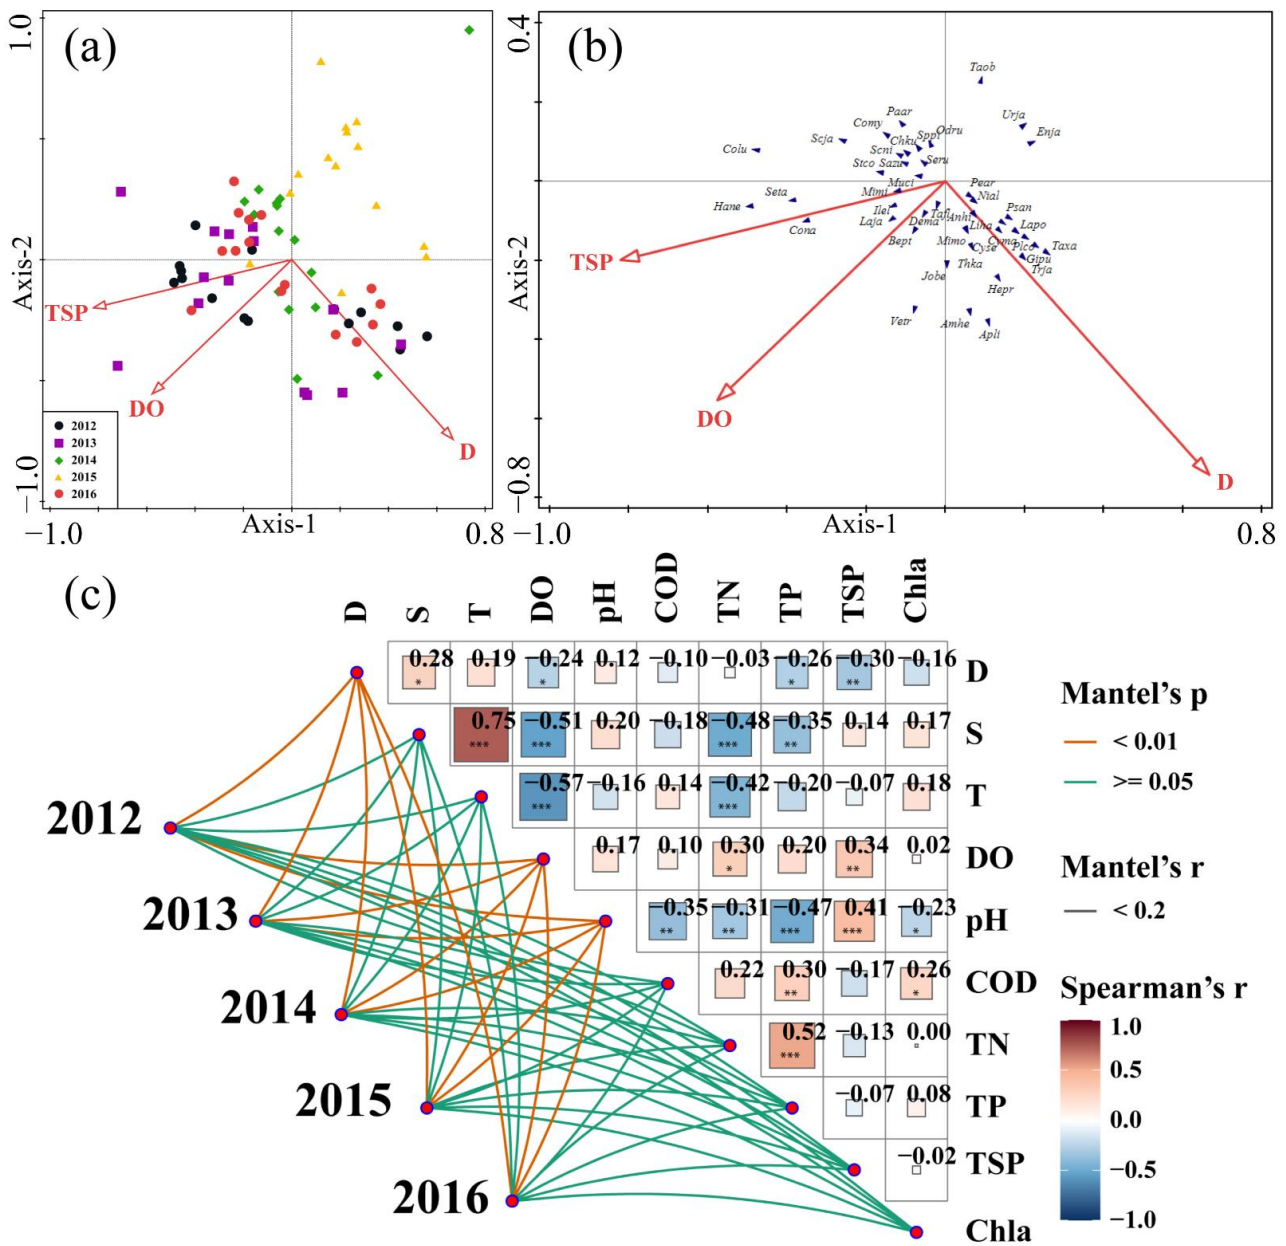 (a)
1.0
Axis-2
−1.0
TSP
DO
D
2012
2013
2014
2015
2016
−1.0
Axis-1
0.8
(b)
0.4
Axis-2
−0.8
Taob
Urja
Enja
Paar
Comy
Odru
Sppl
Chku
Scja
Colu
Scni
Stco
Sazu
Seru
Muci
Mimi
Seta
Hane
Cona
Pear
Nial
Ilei
Laja
Dema
Tafl
Anhi
Psan
Liha
Lapo
Bept
Mimo
Cyse
Cyma
Plco
Taxa
Gipu
Trja
Jobe
Thka
Hepr
Vetr
Amhe
Apli
TSP
DO
D
−1.0
Axis-1
0.8
(c)
D S T DO pH COD TN TP TSP Chla
0.28 0.19 −0.24 0.12 −0.10 −0.03 −0.26 −0.30 −0.16 D
* * * **
0.75 −0.51 0.20 −0.18 −0.48 −0.35 0.14 0.17 S
*** *** *** **
−0.57 −0.16 0.14 −0.42 −0.20 −0.07 0.18 T
*** ***
0.17 0.10 0.30 0.20 0.34 0.02 DO
* **
−0.35 −0.31 −0.47 0.41 −0.23 pH
** ** *** *** *
0.22 0.30 −0.17 0.26 COD
** *
0.52 −0.13 0.00 TN
***
−0.07 0.08 TP
−0.02 TSP
Chla
2012
2013
2014
2015
2016
Mantel's p
< 0.01
>= 0.05
Mantel's r
< 0.2
Spearman's r
1.0
0.5
0.0
−0.5
−1.0